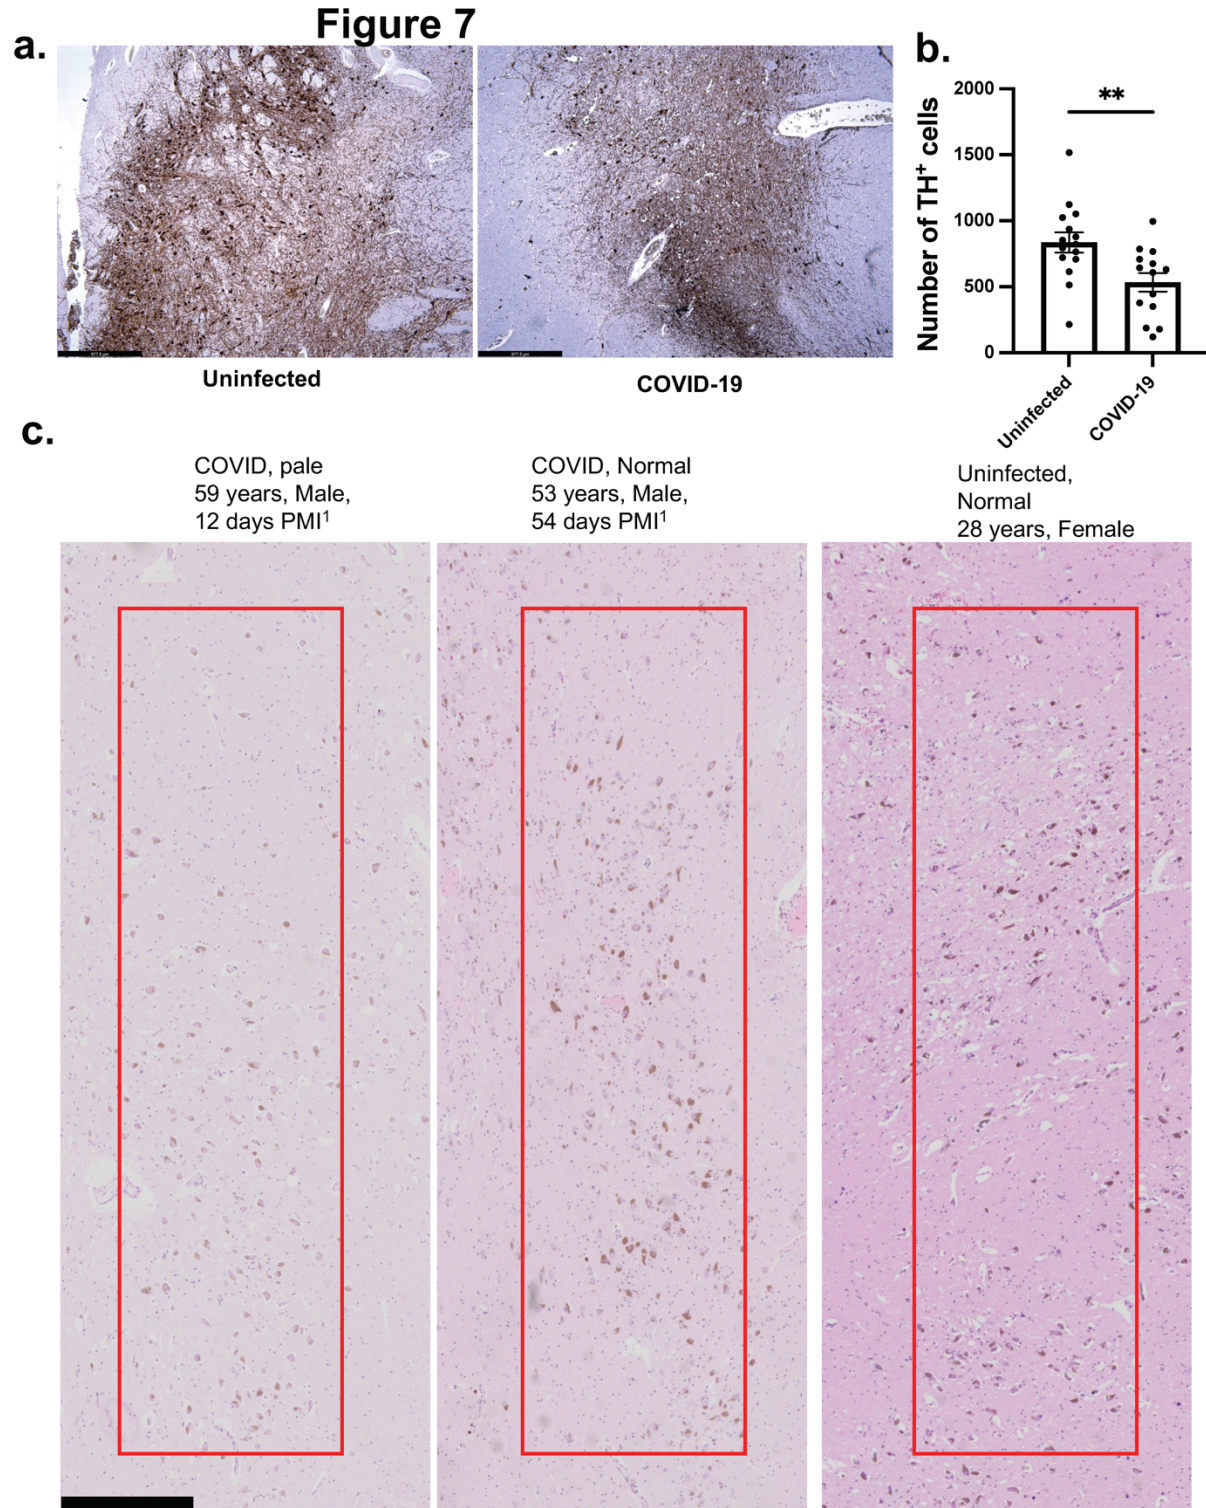 Figure 7
a.
Uninfected
COVID-19
b.
Number of TH⁺ cells
2000
1500
1000
500
0
**
Uninfected
COVID-19
c.
COVID, pale
59 years, Male,
12 days PMI¹
COVID, Normal
53 years, Male,
54 days PMI¹
Uninfected,
Normal
28 years, Female